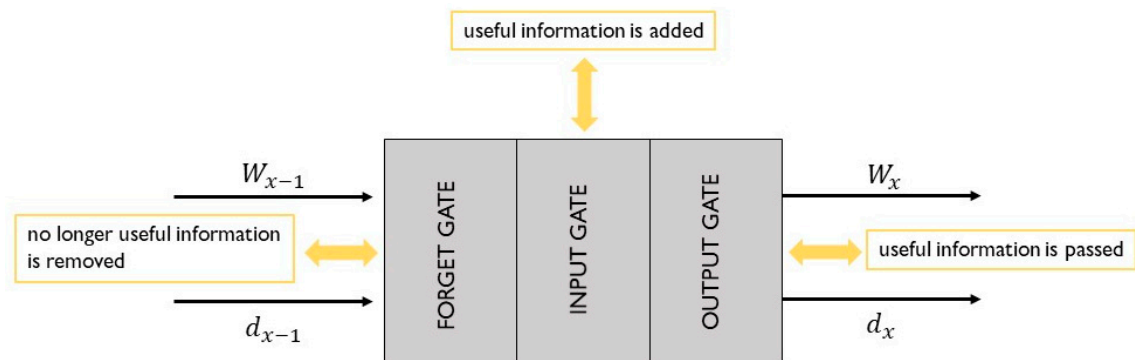 useful information is added
W_{x-1}
W_x
no longer useful information
is removed
FORGET GATE
INPUT GATE
OUTPUT GATE
useful information is passed
d_{x-1}
d_x